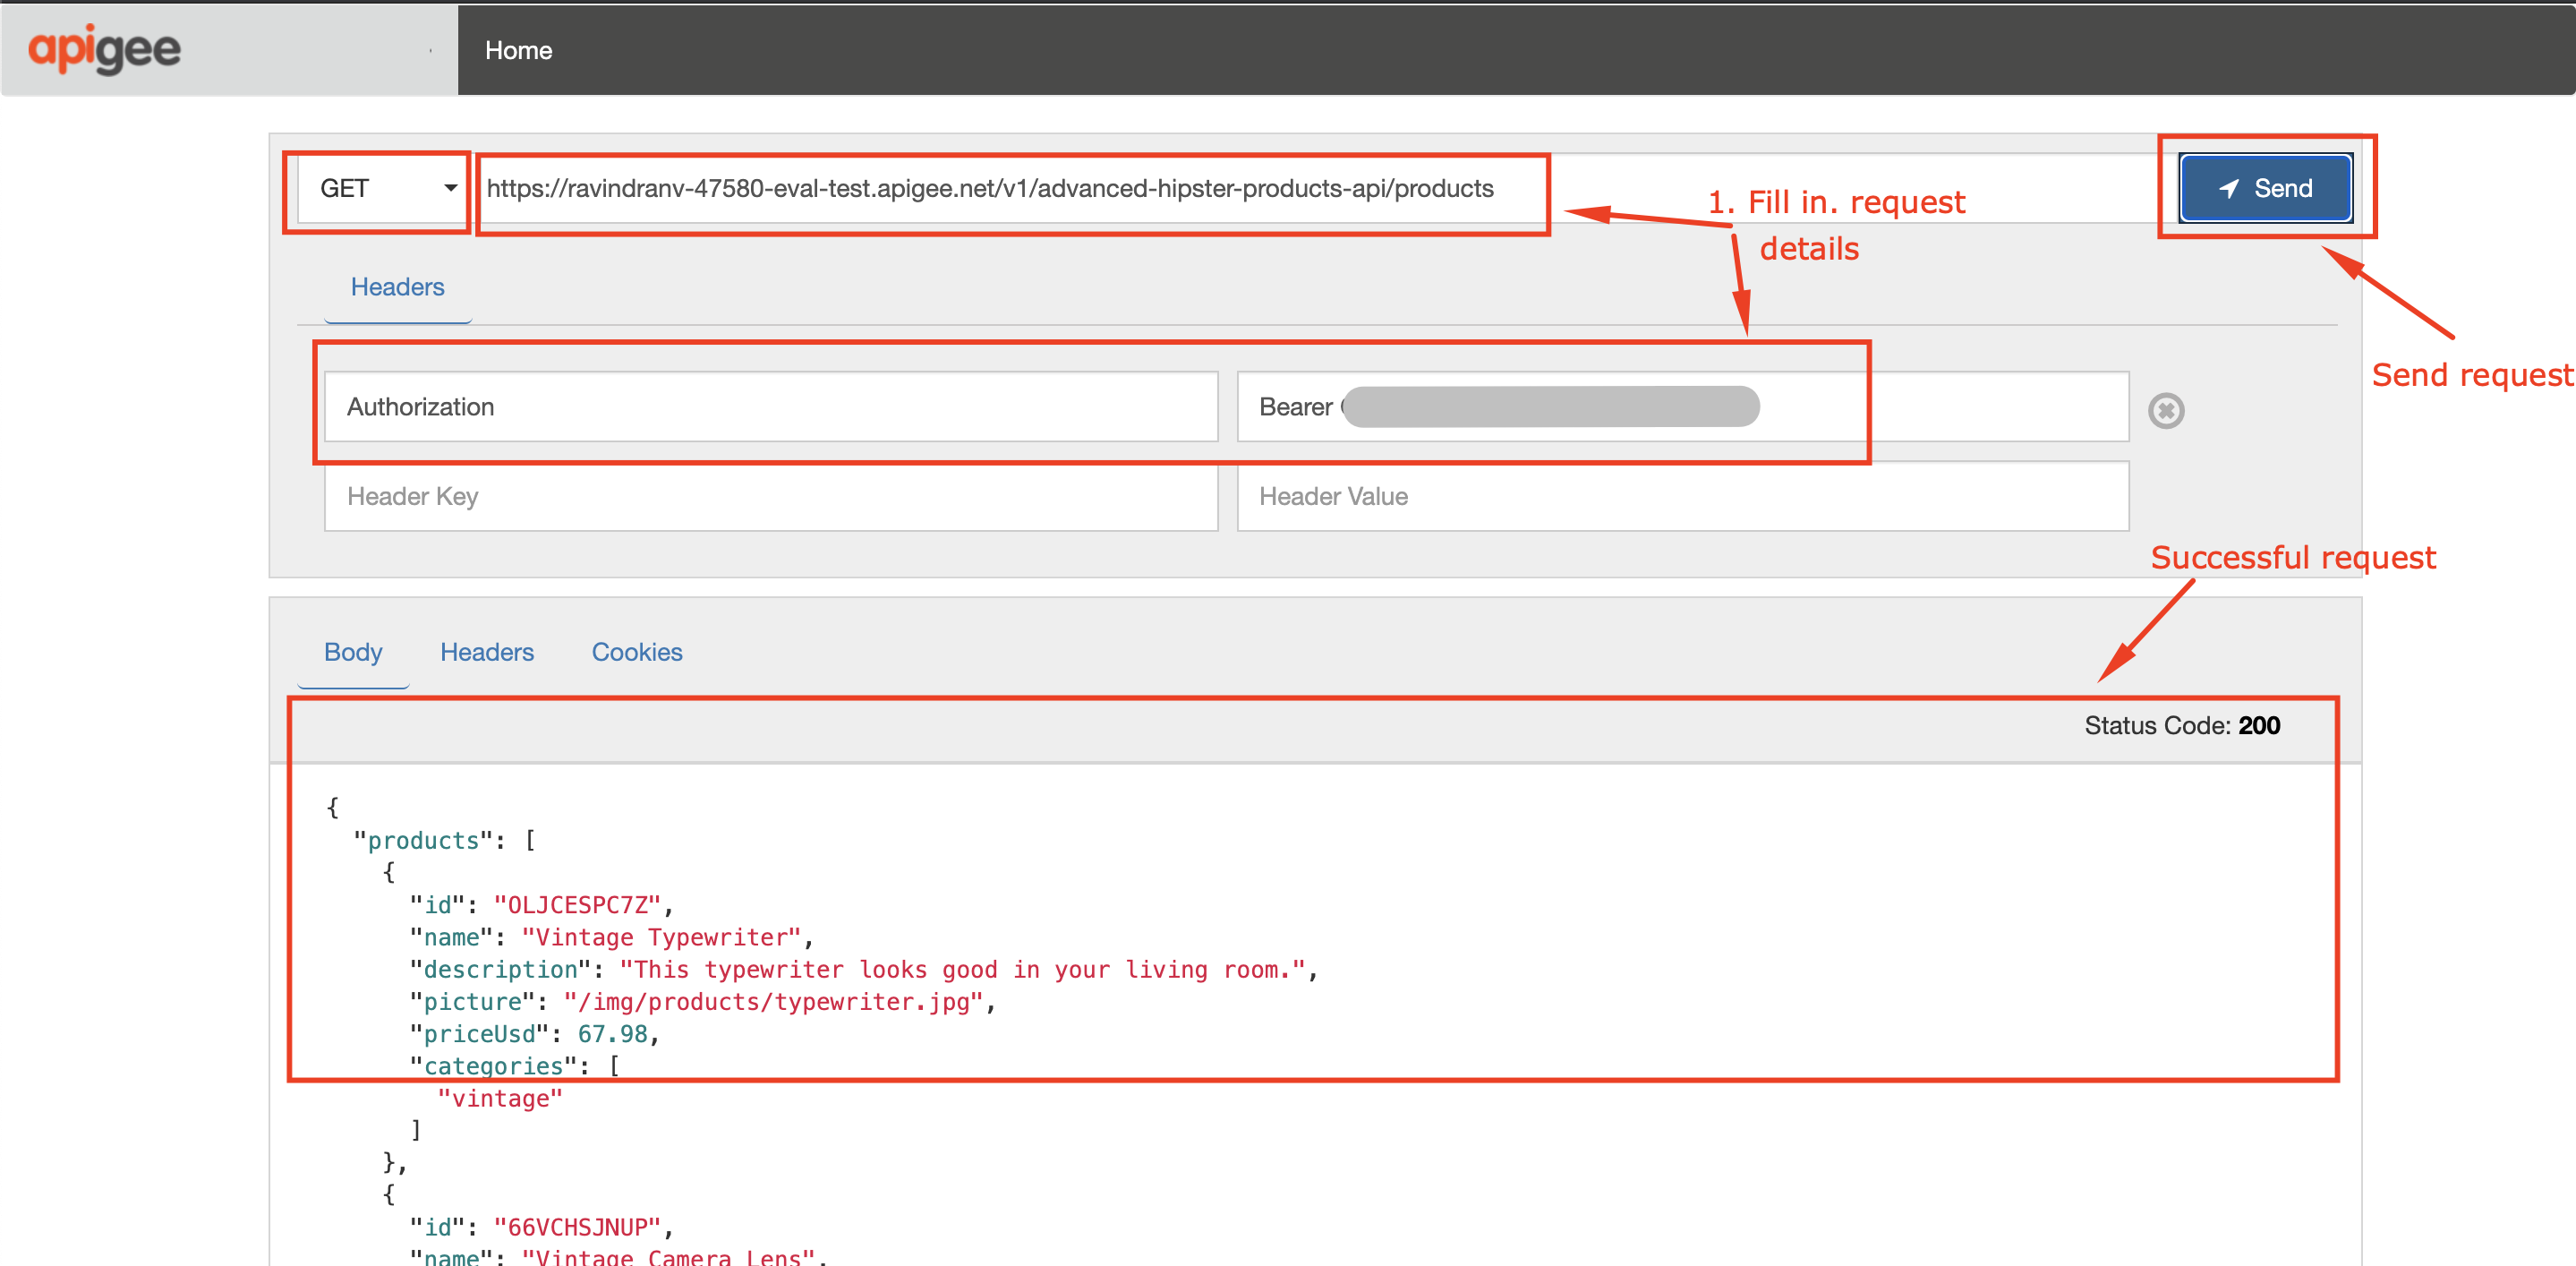 apigee
Home
GET
https://ravindranv-47580-eval-test.apigee.net/v1/advanced-hipster-products-api/products
1. Fill in. request
details
Send
Headers
Send request
Authorization
Bearer
Header Key
Header Value
Successful request
Body Headers Cookies
Status Code: 200
{
"products": [
{
"id": "OLJCESPC7Z",
"name": "Vintage Typewriter",
"description": "This typewriter looks good in your living room.",
"picture": "/img/products/typewriter.jpg",
"priceUsd": 67.98,
"categories": [
"vintage"
]
},
{
"id": "66VCHSJNUP",
"name": "Vintage Camera Lens",